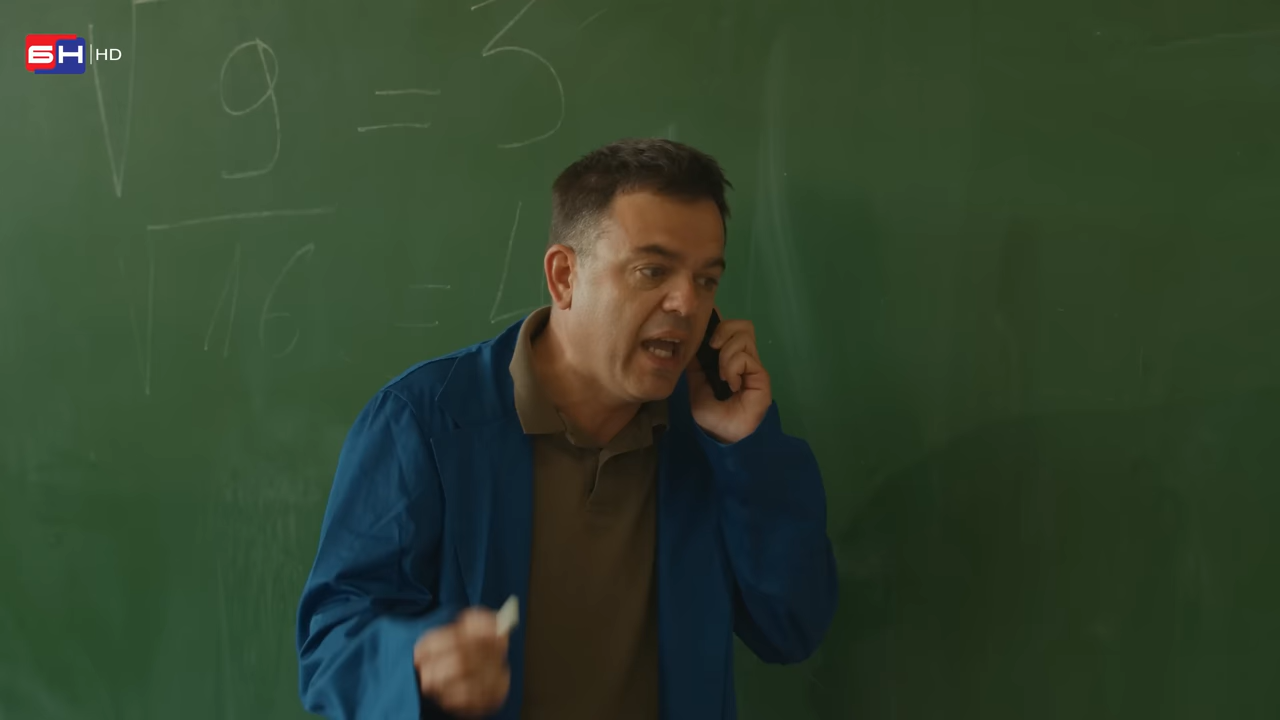 БН HD
√9 = 3
√16 = 4